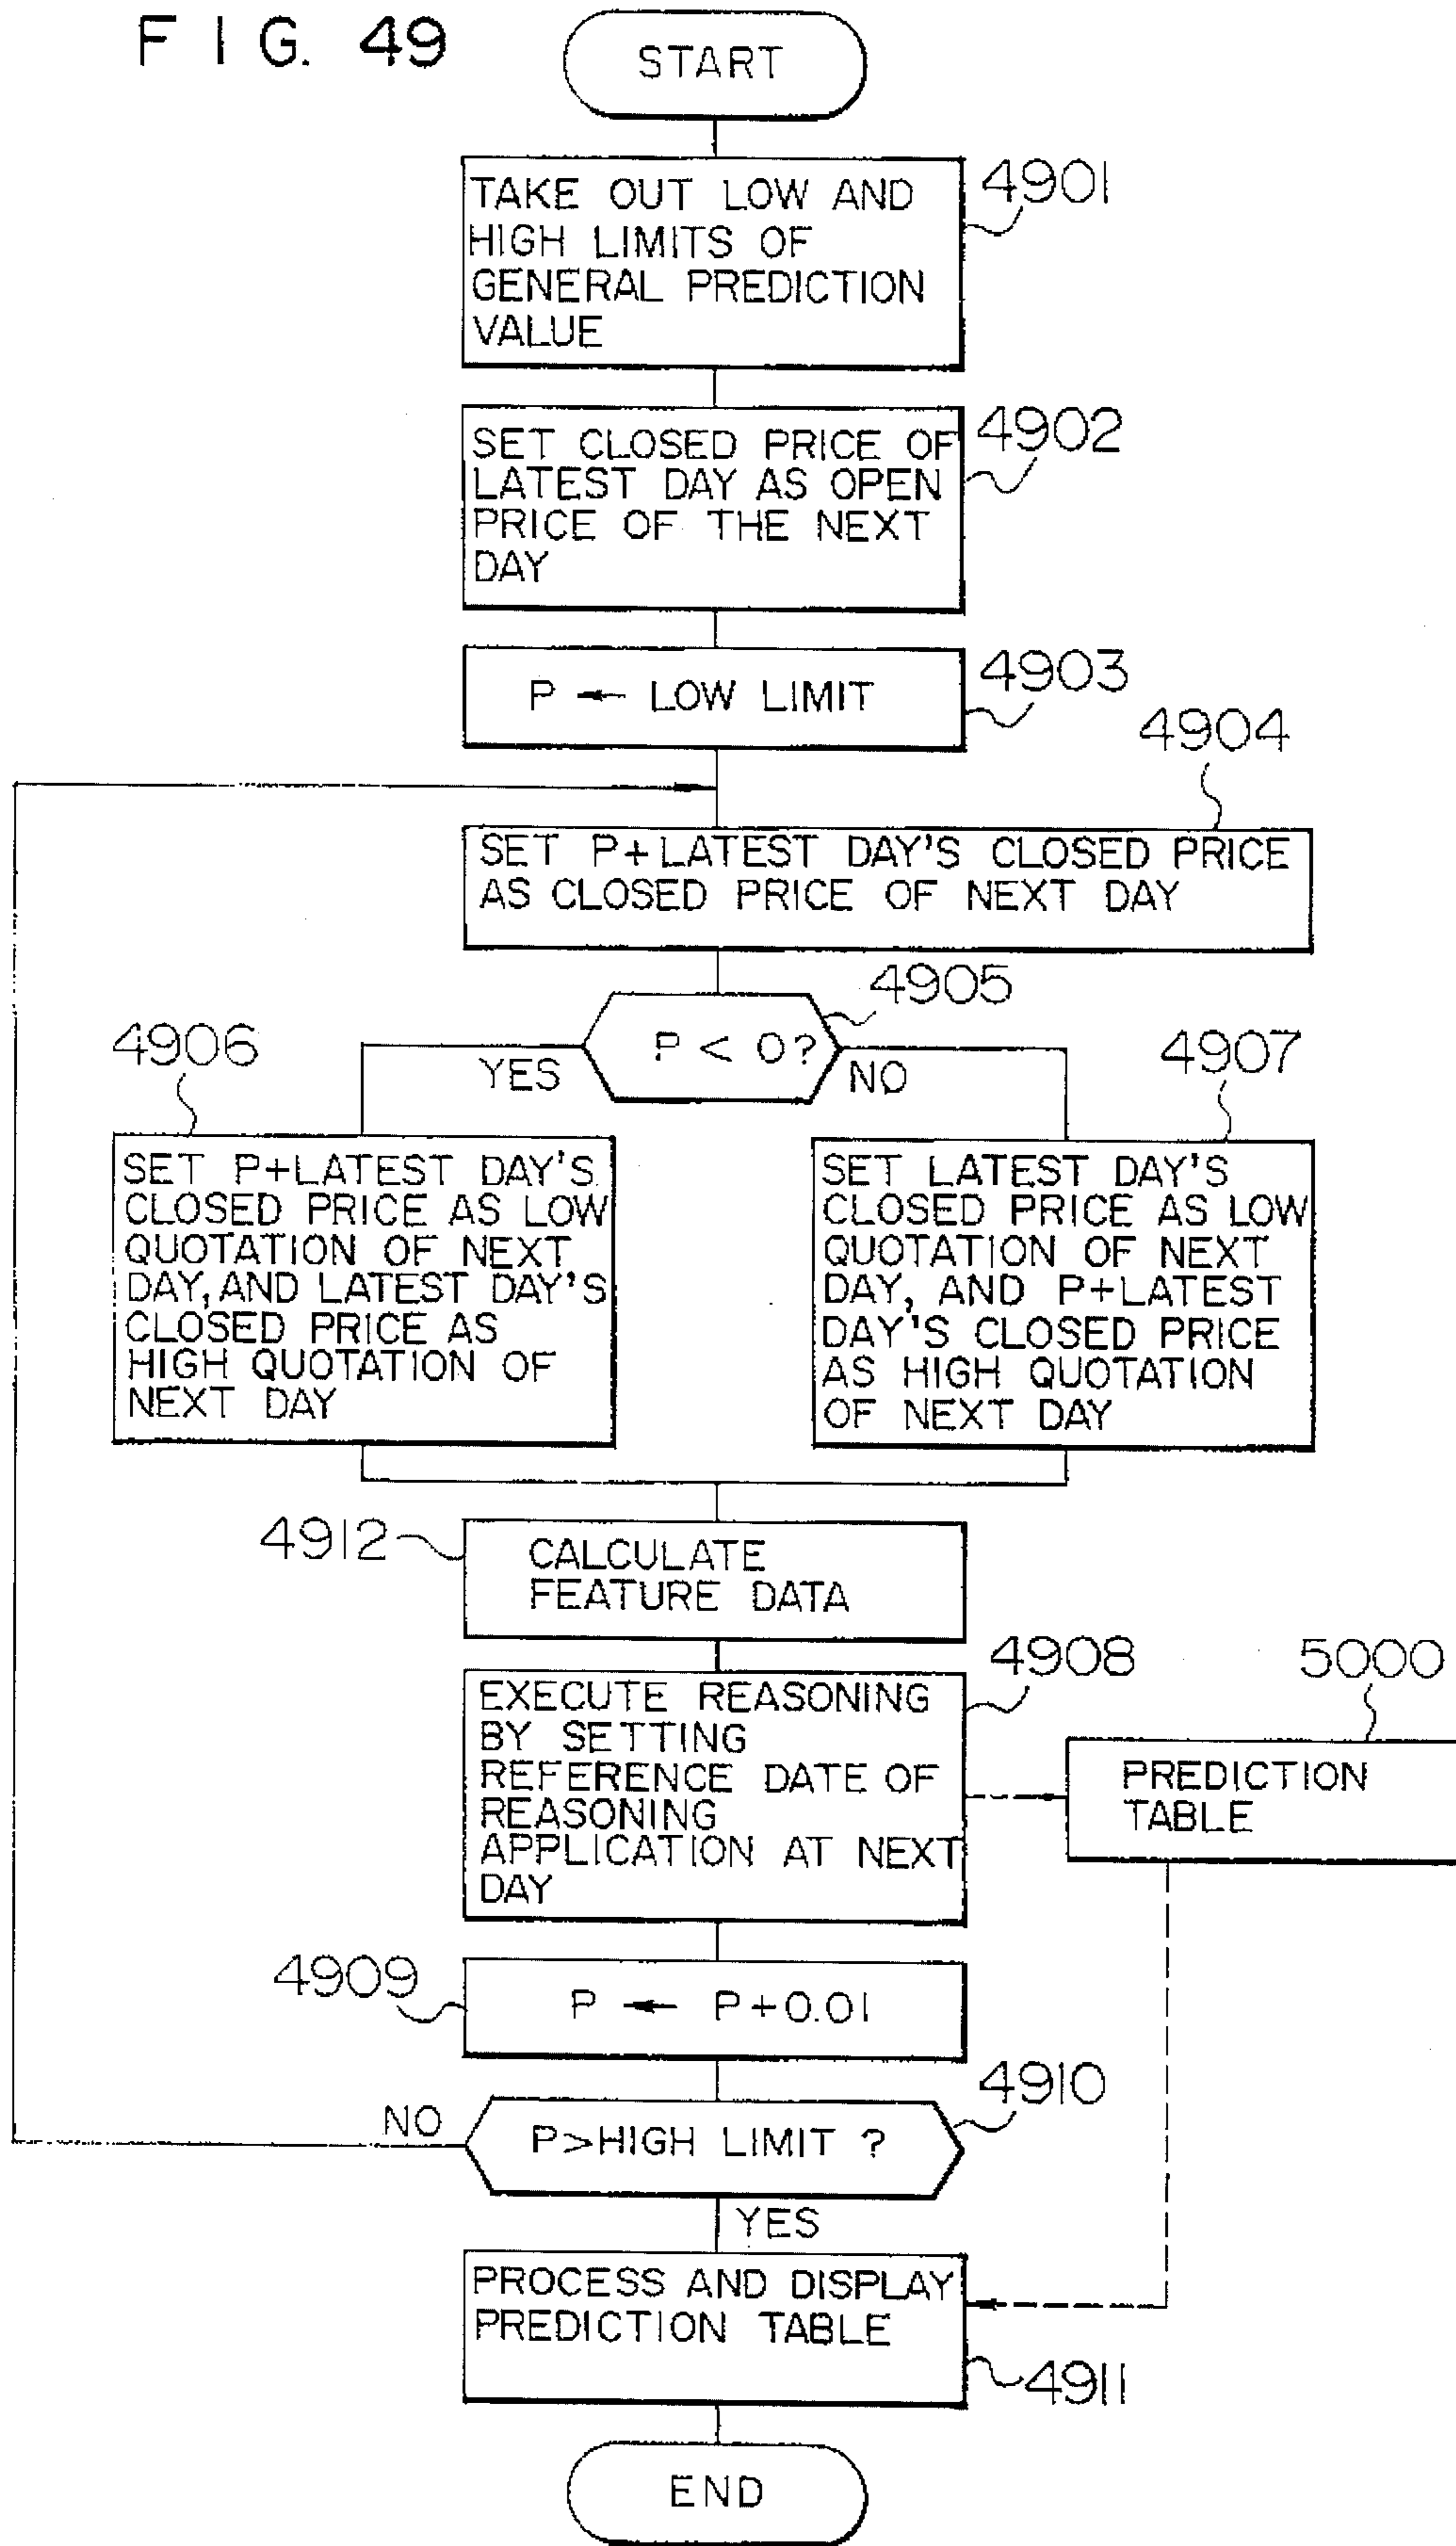 FIG. 49
START
4901
TAKE OUT LOW AND
HIGH LIMITS OF
GENERAL PREDICTION
VALUE
4902
SET CLOSED PRICE OF
LATEST DAY AS OPEN
PRICE OF THE NEXT
DAY
4903
P ← LOW LIMIT
4904
SET P+LATEST DAY'S CLOSED PRICE
AS CLOSED PRICE OF NEXT DAY
4905
P < 0?
YES
NO
4906
SET P+LATEST DAY'S
CLOSED PRICE AS LOW
QUOTATION OF NEXT
DAY, AND LATEST DAY'S
CLOSED PRICE AS
HIGH QUOTATION OF
NEXT DAY
4907
SET LATEST DAY'S
CLOSED PRICE AS LOW
QUOTATION OF NEXT
DAY, AND P+LATEST
DAY'S CLOSED PRICE
AS HIGH QUOTATION
OF NEXT DAY
4912
CALCULATE
FEATURE DATA
4908
EXECUTE REASONING
BY SETTING
REFERENCE DATE OF
REASONING
APPLICATION AT NEXT
DAY
5000
PREDICTION
TABLE
4909
P ← P+0.01
4910
P>HIGH LIMIT ?
NO
YES
PROCESS AND DISPLAY
PREDICTION TABLE
4911
END